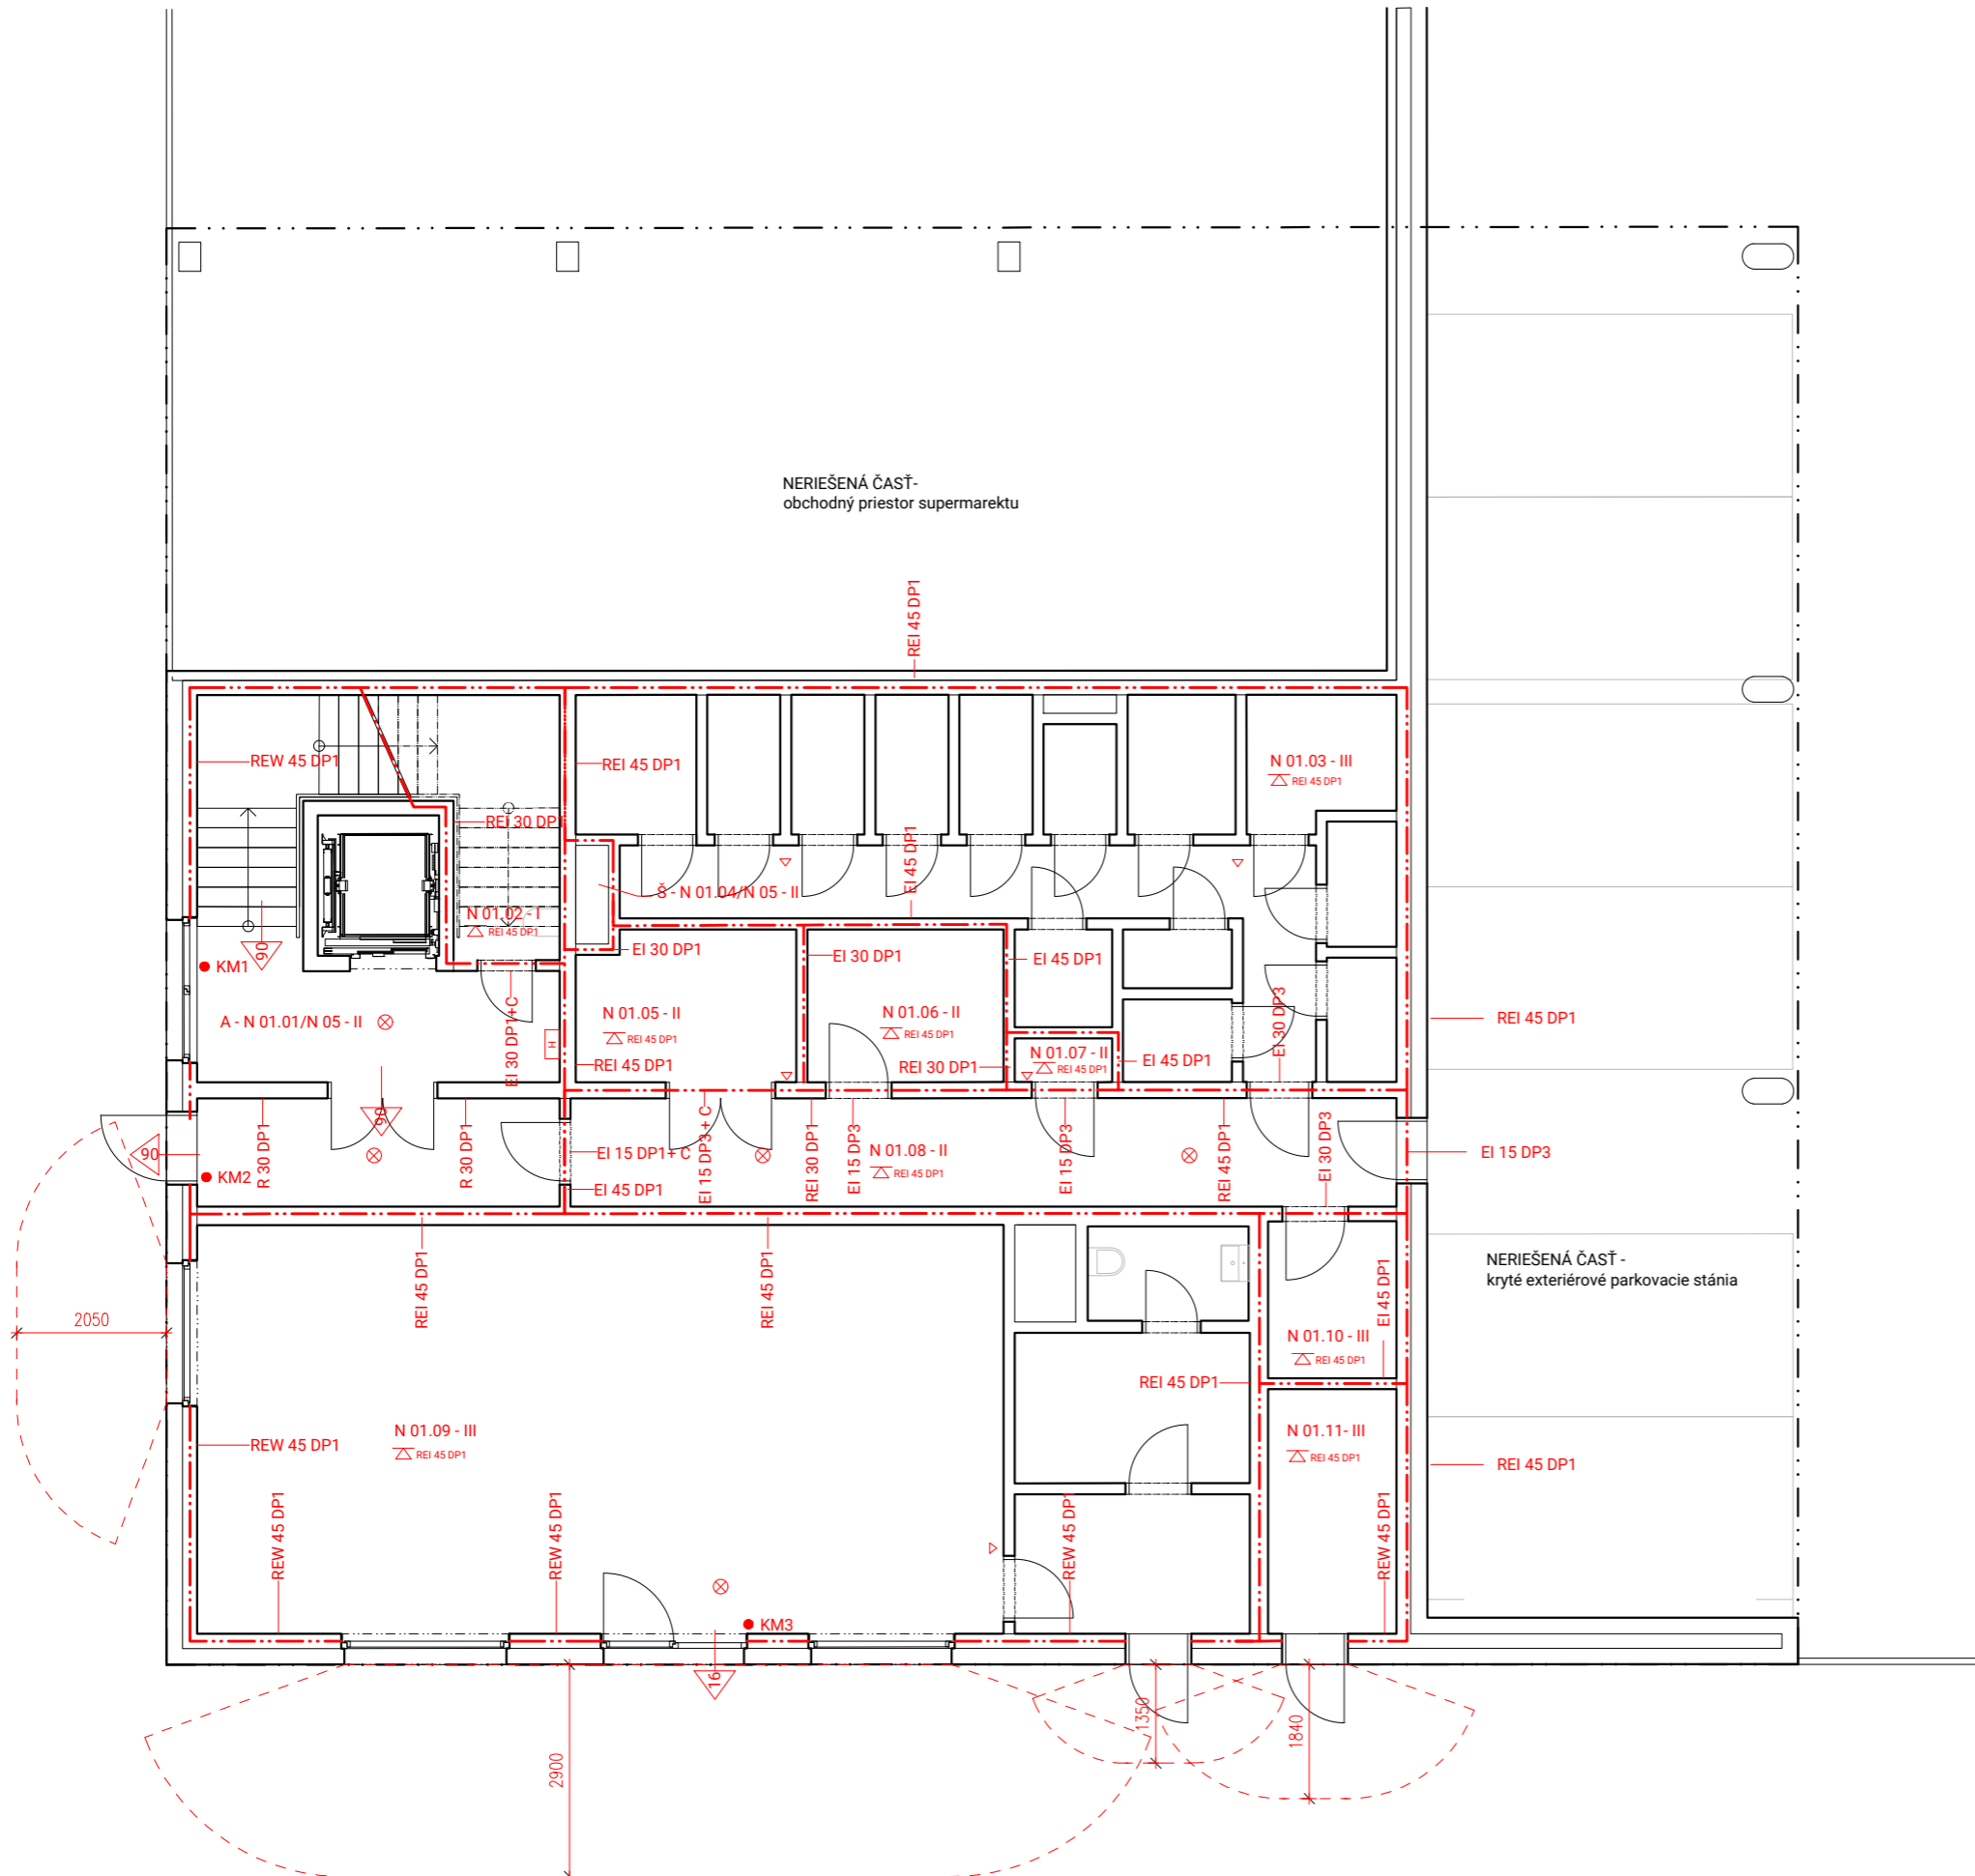 NERIEŠENÁ ČASŤ-
obchodný priestor supermarektu
REI 45 DP1
REW 45 DP1
REI 45 DP1
N 01.03 - III
REI 45 DP1
REI 30 DP1
EI 45 DP1
Š - N 01.04/N 05 - II
N 01.02 - I
REI 45 DP1
90
EI 30 DP1
EI 30 DP1
EI 45 DP1
KM1
A - N 01.01/N 05 - II
EI 30 DP1+C
H
N 01.05 - II
REI 45 DP1
N 01.06 - II
REI 45 DP1
EI 30 DP3
REI 45 DP1
REI 45 DP1
REI 30 DP1
N 01.07 - II
REI 45 DP1
EI 45 DP1
90
90
KM2
R 30 DP1
R 30 DP1
EI 15 DP1+ C
EI 45 DP1
EI 15 DP3 + C
REI 30 DP1
EI 15 DP3
N 01.08 - II
REI 45 DP1
EI 15 DP3
REI 45 DP1
EI 30 DP3
EI 15 DP3
REI 45 DP1
REI 45 DP1
NERIEŠENÁ ČASŤ -
kryté exteriérové parkovacie stánia
2050
N 01.10 - III
REI 45 DP1
EI 45 DP1
REI 45 DP1
REW 45 DP1
N 01.09 - III
REI 45 DP1
N 01.11- III
REI 45 DP1
REI 45 DP1
REW 45 DP1
REW 45 DP1
REW 45 DP1
REW 45 DP1
KM3
16
2900
1350
1840